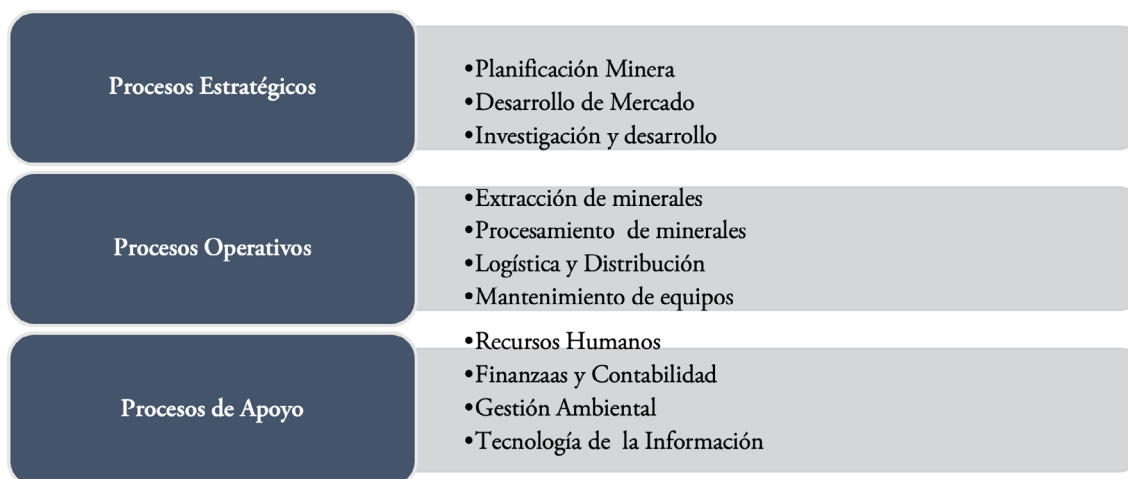 Procesos Estratégicos
•Planificación Minera
•Desarrollo de Mercado
•Investigación y desarrollo
Procesos Operativos
•Extracción de minerales
•Procesamiento  de minerales
•Logística y Distribución
•Mantenimiento de equipos
Procesos de Apoyo
•Recursos Humanos
•Finanzaas y Contabilidad
•Gestión Ambiental
•Tecnología de  la Información